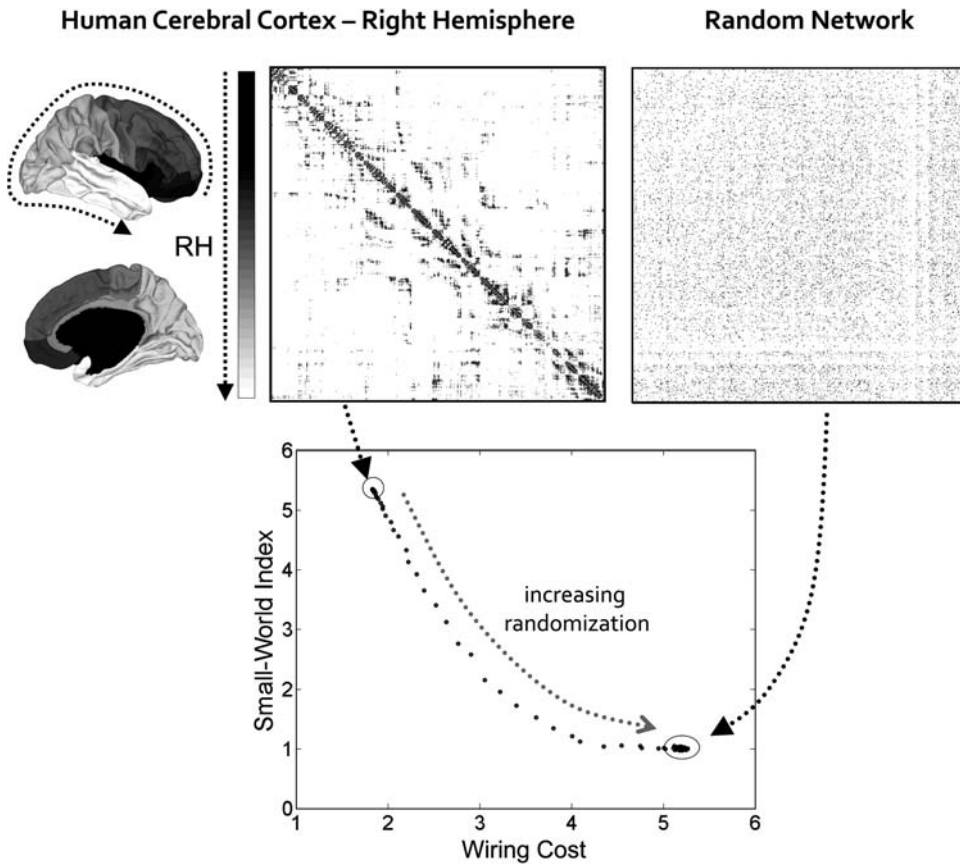 Human Cerebral Cortex – Right Hemisphere
Random Network
RH
6
5
4
3
2
1
0
Small-World Index
increasing
randomization
1 2 3 4 5 6
Wiring Cost